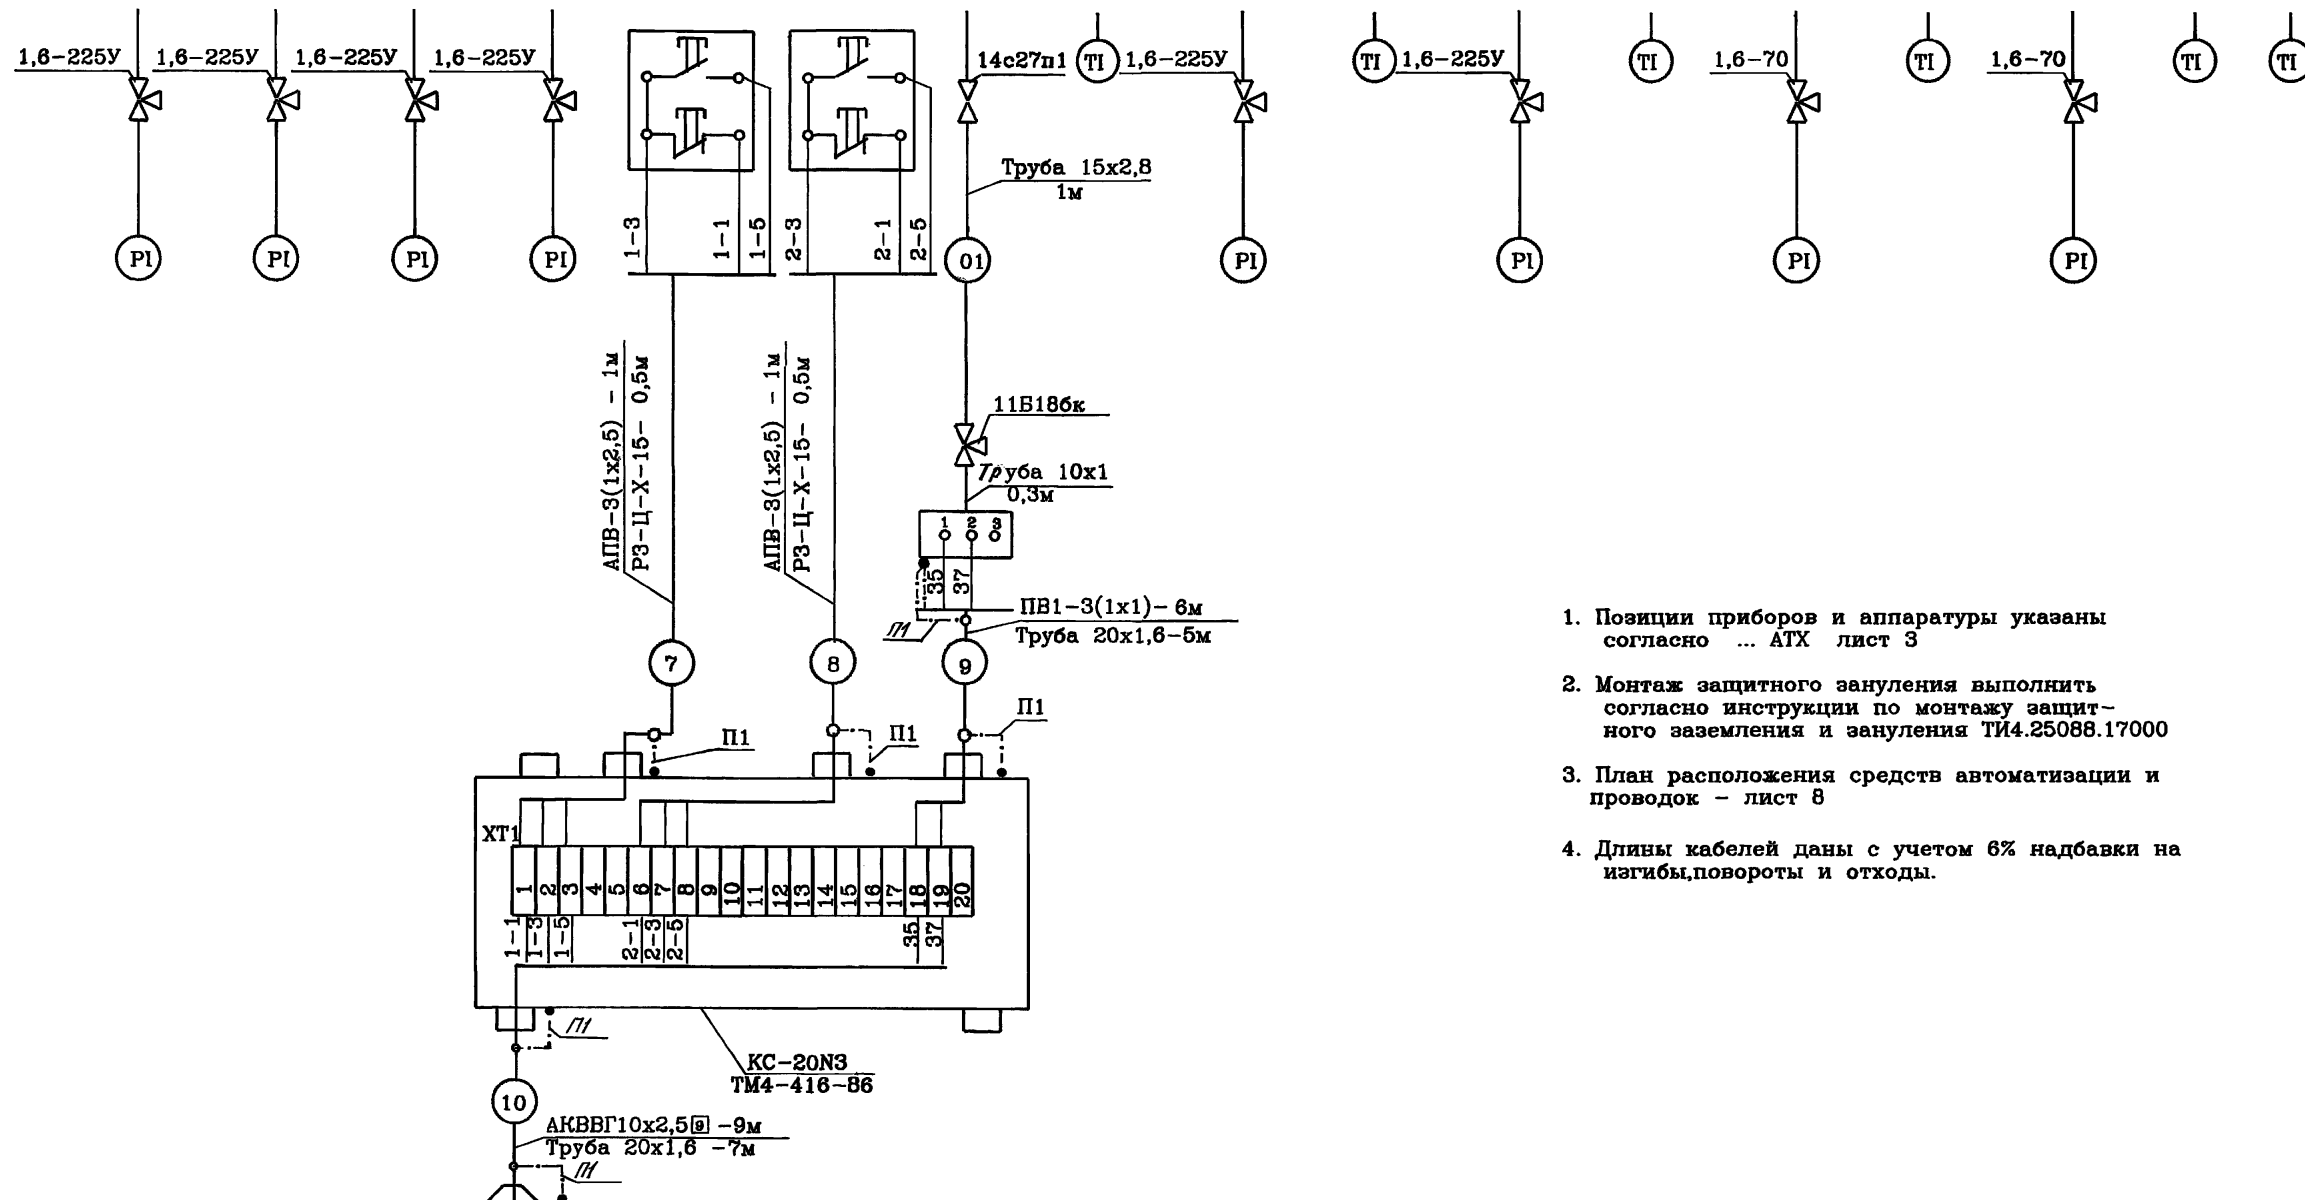 1,6-225У
1,6-225У
1,6-225У
1,6-225У
14с27п1
TI
1,6-225У
TI
1,6-225У
TI
1,6-70
TI
1,6-70
TI
TI
Труба 15х2,8
1м
PI
PI
PI
PI
1-3
1-1
1-5
2-3
2-1
2-5
01
PI
PI
PI
PI
АПВ-3(1х2,5) - 1м
РЗ-Ц-Х-15- 0,5м
АПВ-3(1х2,5) - 1м
РЗ-Ц-Х-15- 0,5м
11Б18бк
Труба 10х1
0,3м
1 2 3
35
37
П1
ПВ1-3(1х1)- 6м
Труба 20х1,6-5м
7
8
9
П1
П1
П1
ХТ1
1 2 3 4 5 6 7 8 9 10 11 12 13 14 15 16 17 18 19 20
1-1
1-3
1-5
2-1
2-3
2-5
35
37
П1
КС-20N3
ТМ4-416-86
10
АКВВГ10х2,5 9 -9м
Труба 20х1,6 -7м
П1
1. Позиции приборов и аппаратуры указаны
согласно ... АТХ лист 3
2. Монтаж защитного зануления выполнить
согласно инструкции по монтажу защит-
ного заземления и зануления ТИ4.25088.17000
3. План расположения средств автоматизации и
проводок - лист 8
4. Длины кабелей даны с учетом 6% надбавки на
изгибы,повороты и отходы.